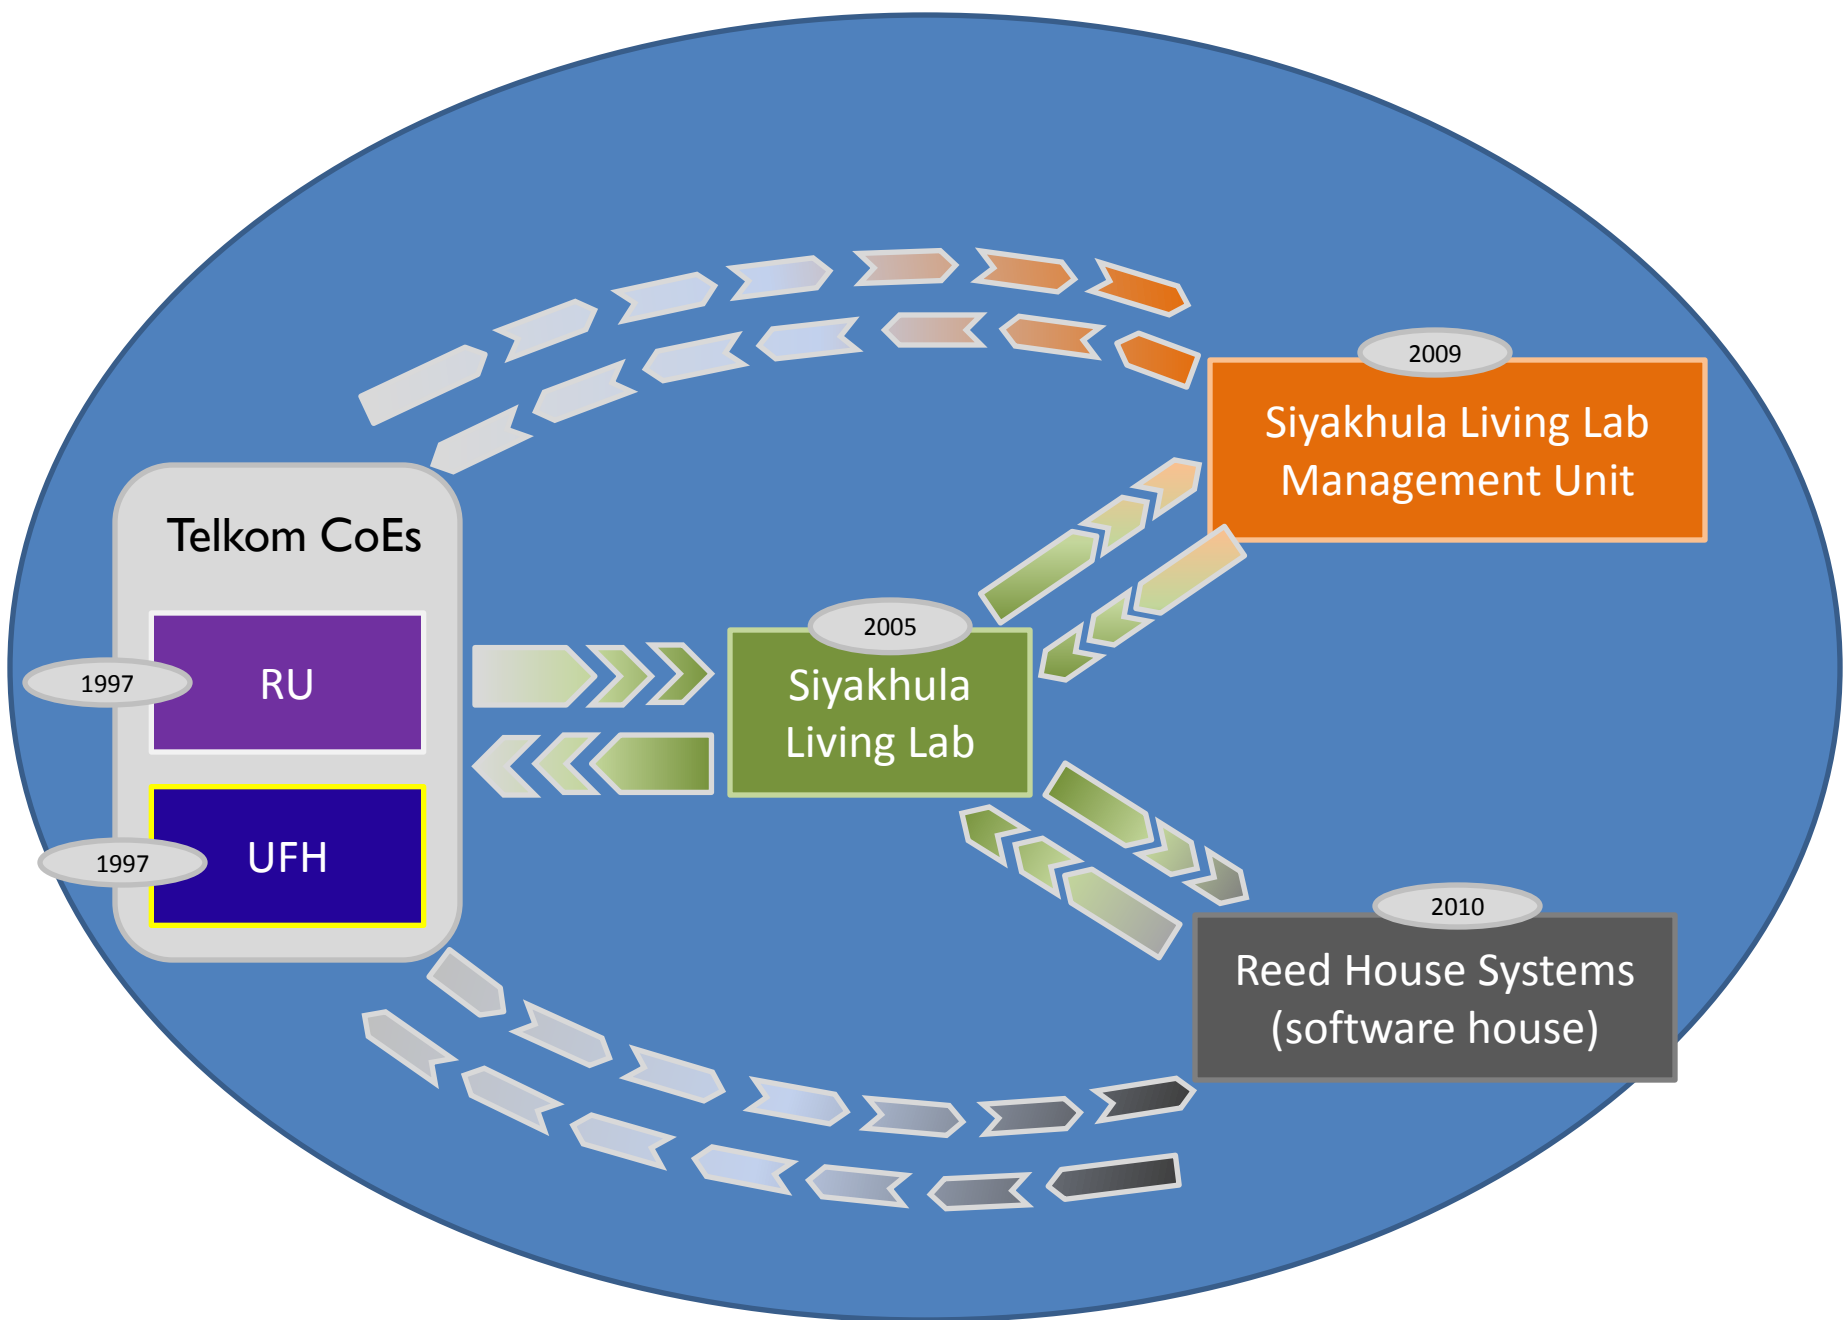 Telkom CoEs
1997
RU
1997
UFH
2005
Siyakhula
Living Lab
2009
Siyakhula Living Lab
Management Unit
2010
Reed House Systems
(software house)